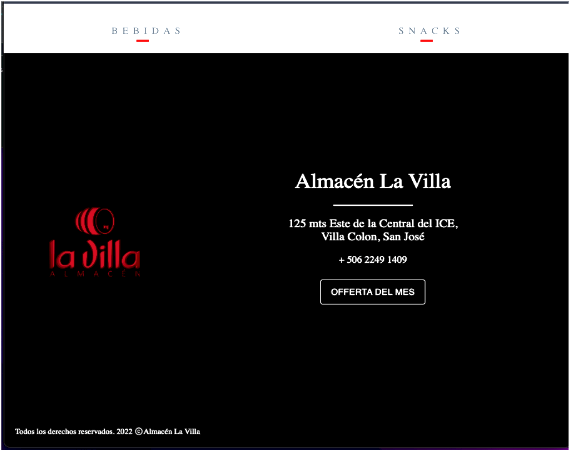 BEBIDAS
SNACKS
Almacén La Villa
125 mts Este de la Central del ICE,
Villa Colon, San José
+ 506 2249 1409
OFFERTA DEL MES
la villa
ALMACÉN
Todos los derechos reservados. 2022 ©Almacén La Villa